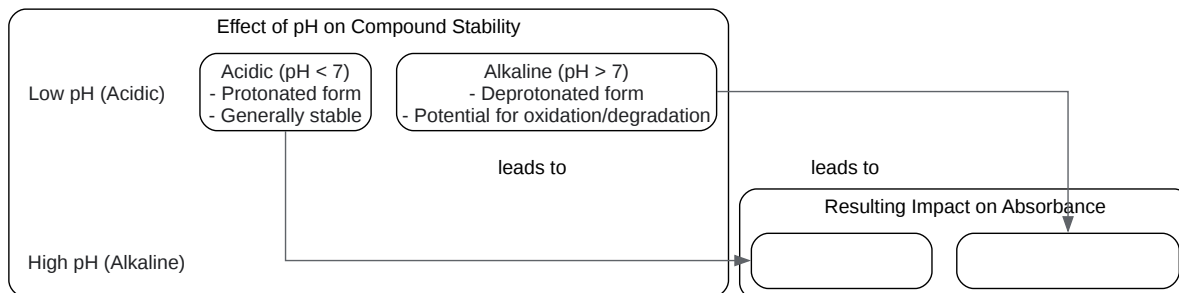 Effect of pH on Compound Stability
Low pH (Acidic)
Acidic (pH < 7)
- Protonated form
- Generally stable
Alkaline (pH > 7)
- Deprotonated form
- Potential for oxidation/degradation
leads to
leads to
Resulting Impact on Absorbance
High pH (Alkaline)